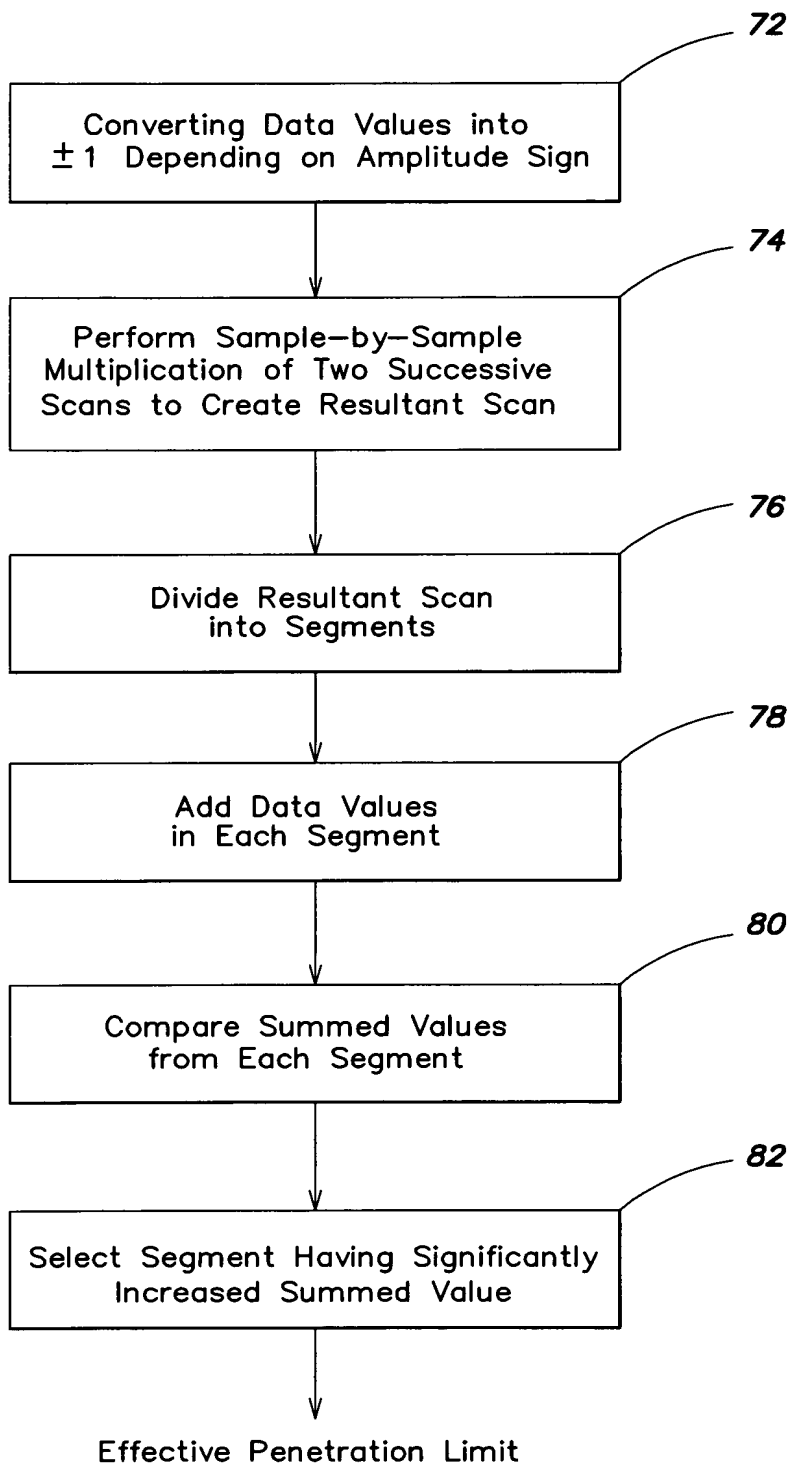 72
Converting Data Values into
±1 Depending on Amplitude Sign
74
Perform Sample-by-Sample
Multiplication of Two Successive
Scans to Create Resultant Scan
76
Divide Resultant Scan
into Segments
78
Add Data Values
in Each Segment
80
Compare Summed Values
from Each Segment
82
Select Segment Having Significantly
Increased Summed Value
Effective Penetration Limit